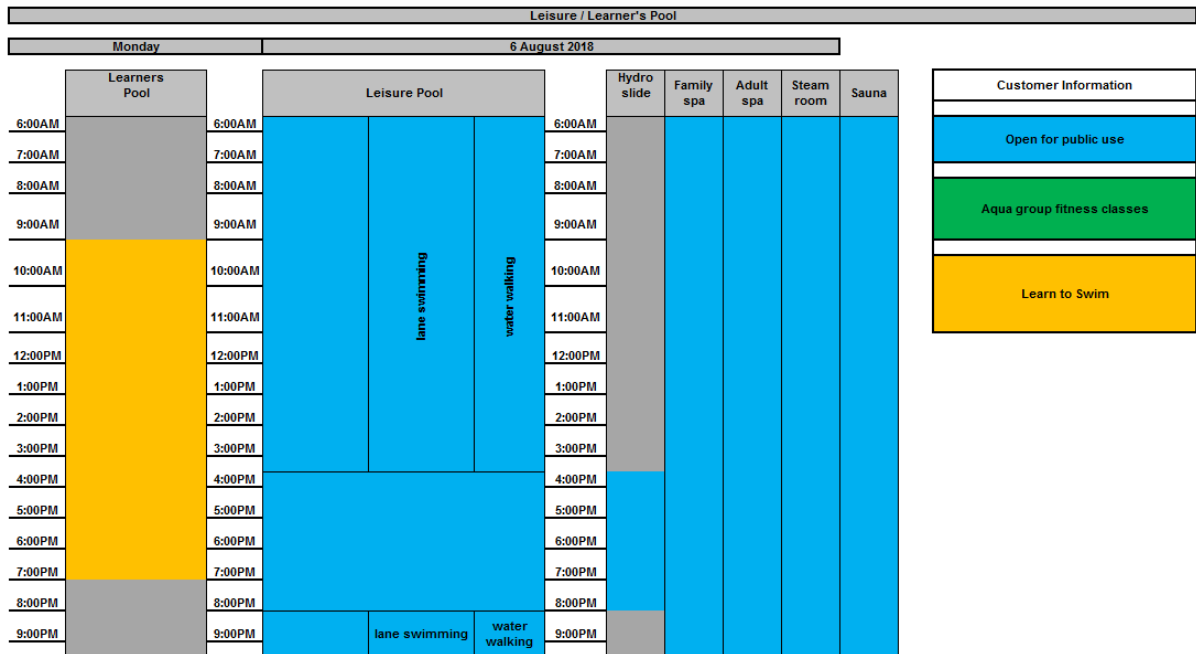 Leisure / Learner's Pool
Monday
6 August 2018
Learners
Pool
Leisure Pool
Hydro
slide
Family
spa
Adult
spa
Steam
room
Sauna
Customer Information
6:00AM
6:00AM
6:00AM
Open for public use
7:00AM
7:00AM
7:00AM
8:00AM
8:00AM
8:00AM
Aqua group fitness classes
9:00AM
9:00AM
9:00AM
10:00AM
10:00AM
10:00AM
lane swimming
water walking
Learn to Swim
11:00AM
11:00AM
11:00AM
12:00PM
12:00PM
12:00PM
1:00PM
1:00PM
1:00PM
2:00PM
2:00PM
2:00PM
3:00PM
3:00PM
3:00PM
4:00PM
4:00PM
4:00PM
5:00PM
5:00PM
5:00PM
6:00PM
6:00PM
6:00PM
7:00PM
7:00PM
7:00PM
8:00PM
8:00PM
8:00PM
9:00PM
9:00PM
lane swimming
water
walking
9:00PM